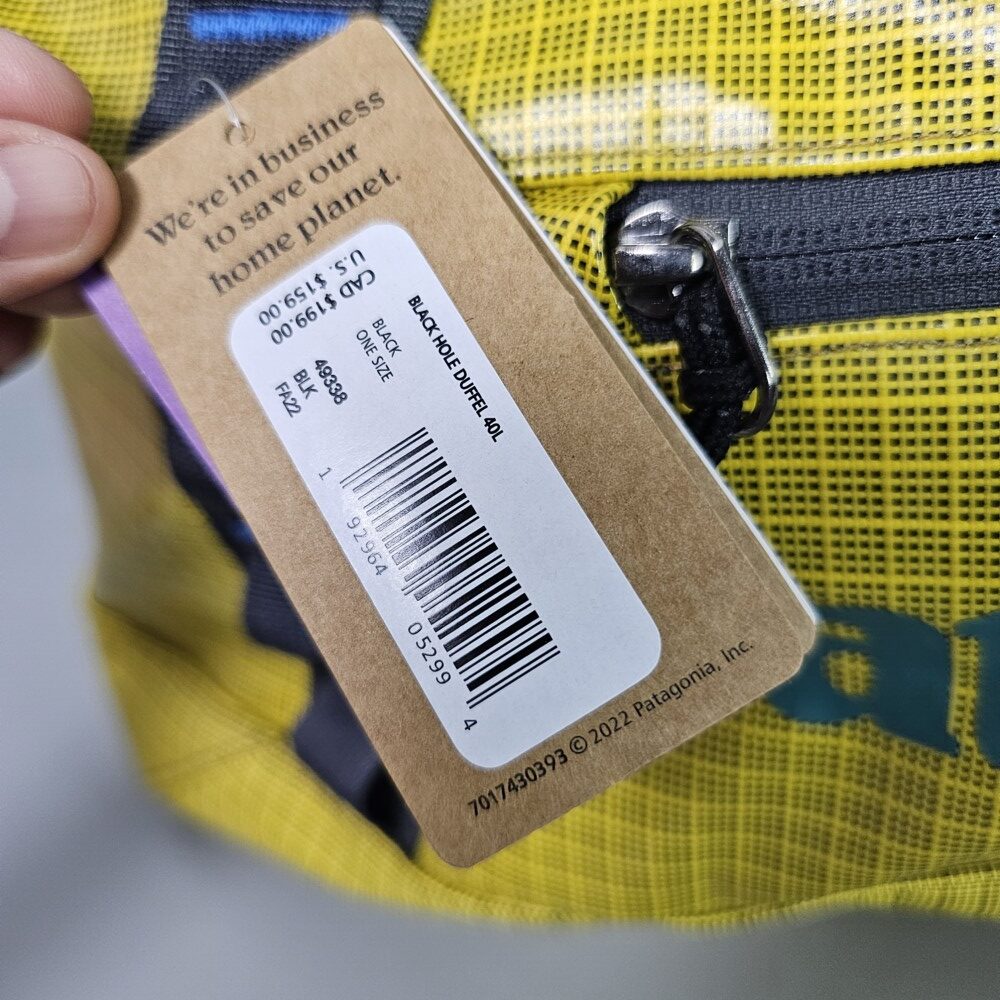 We're in business
to save our
home planet.
BLACK HOLE DUFFEL 40L
BLACK
ONE SIZE
49338
BLK
FA22
CAD $199.00
U.S. $159.00
1 92964 05299 4
7017430393 © 2022 Patagonia, Inc.